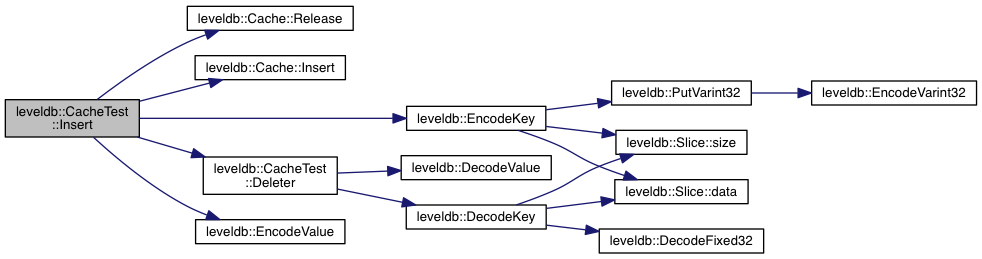 leveldb::Cache::Release
leveldb::Cache::Insert
leveldb::CacheTest
::Insert
leveldb::EncodeKey
leveldb::PutVarint32
leveldb::EncodeVarint32
leveldb::Slice::size
leveldb::CacheTest
::Deleter
leveldb::DecodeValue
leveldb::Slice::data
leveldb::DecodeKey
leveldb::EncodeValue
leveldb::DecodeFixed32